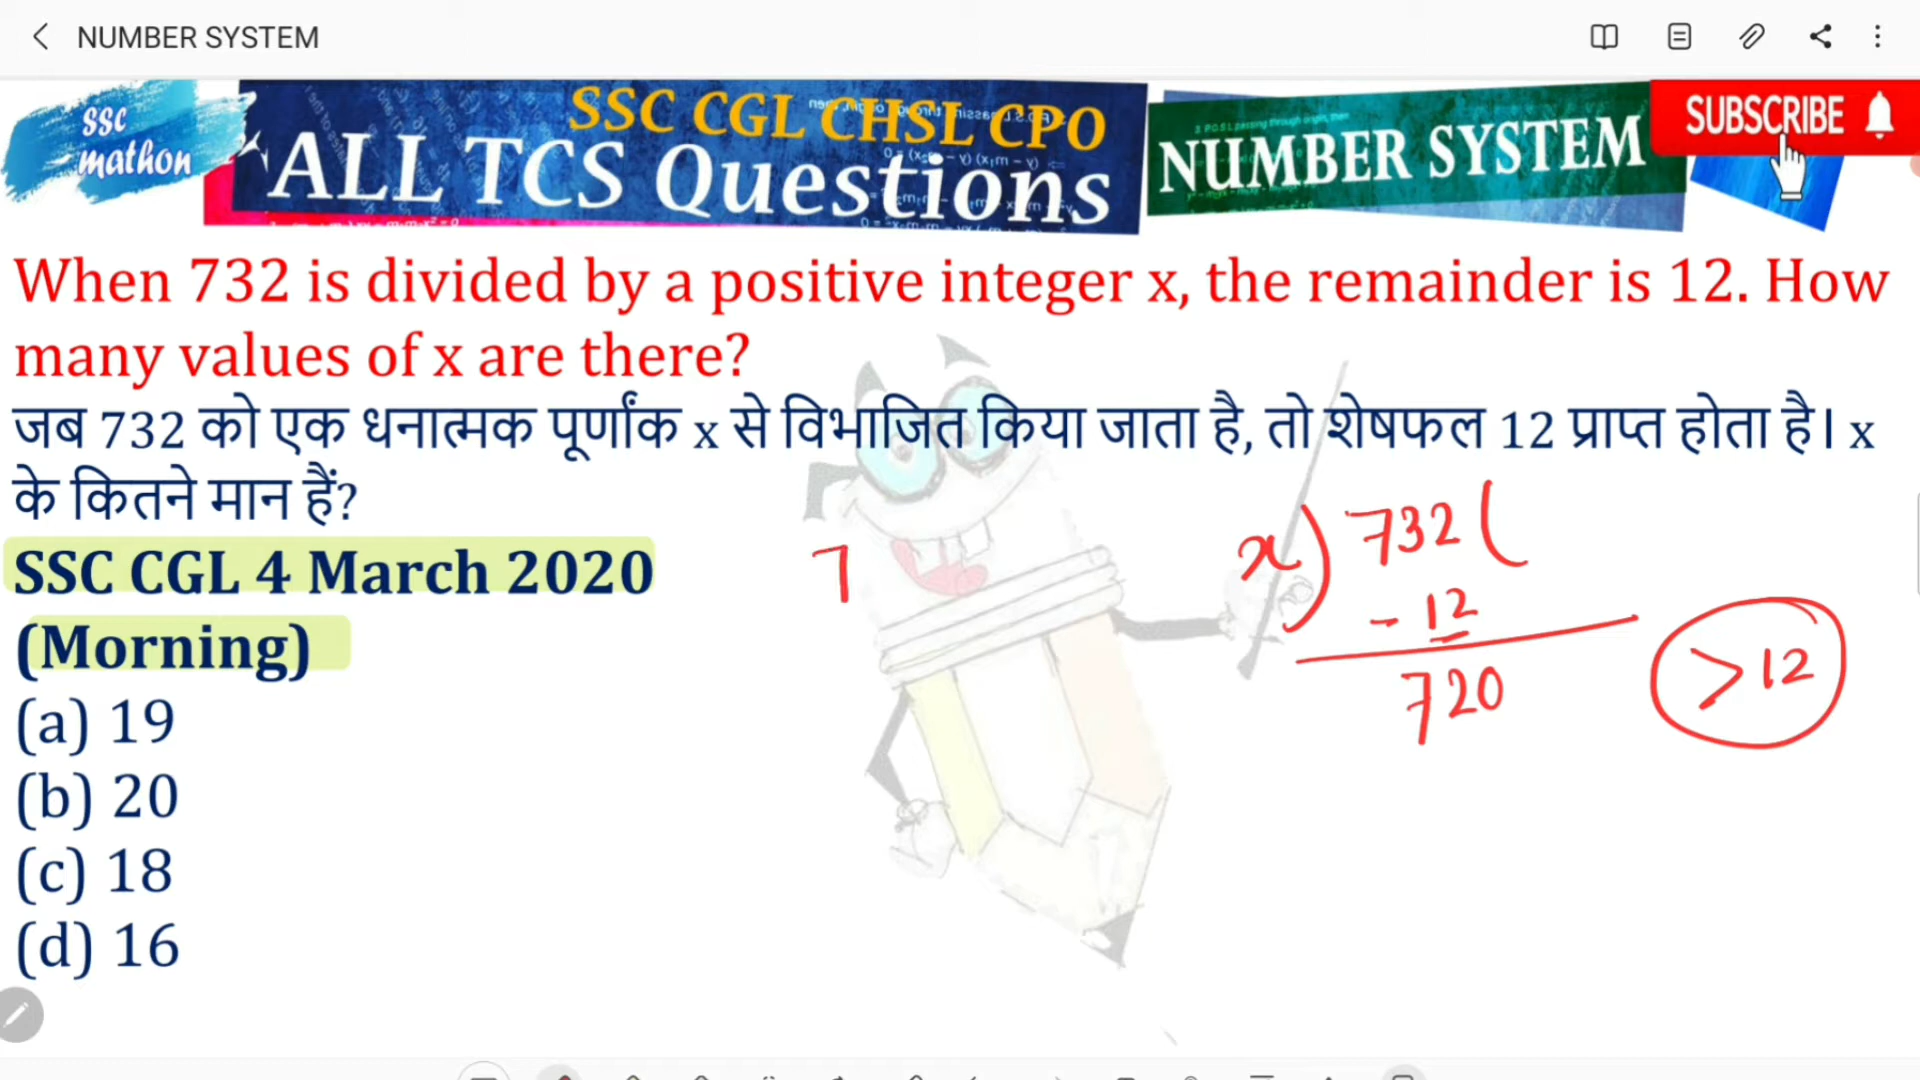 NUMBER SYSTEM
ssc
mathon
SSC CGL CHSL CPO
ALL TCS Questions
NUMBER SYSTEM
SUBSCRIBE
When 732 is divided by a positive integer x, the remainder is 12. How
many values of x are there?
जब 732 को एक धनात्मक पूर्णांक x से विभाजित किया जाता है, तो शेषफल 12 प्राप्त होता है। x
के कितने मान हैं?
SSC CGL 4 March 2020
(Morning)
(a) 19
(b) 20
(c) 18
(d) 16
7
x) 732 (
- 12
720
> 12